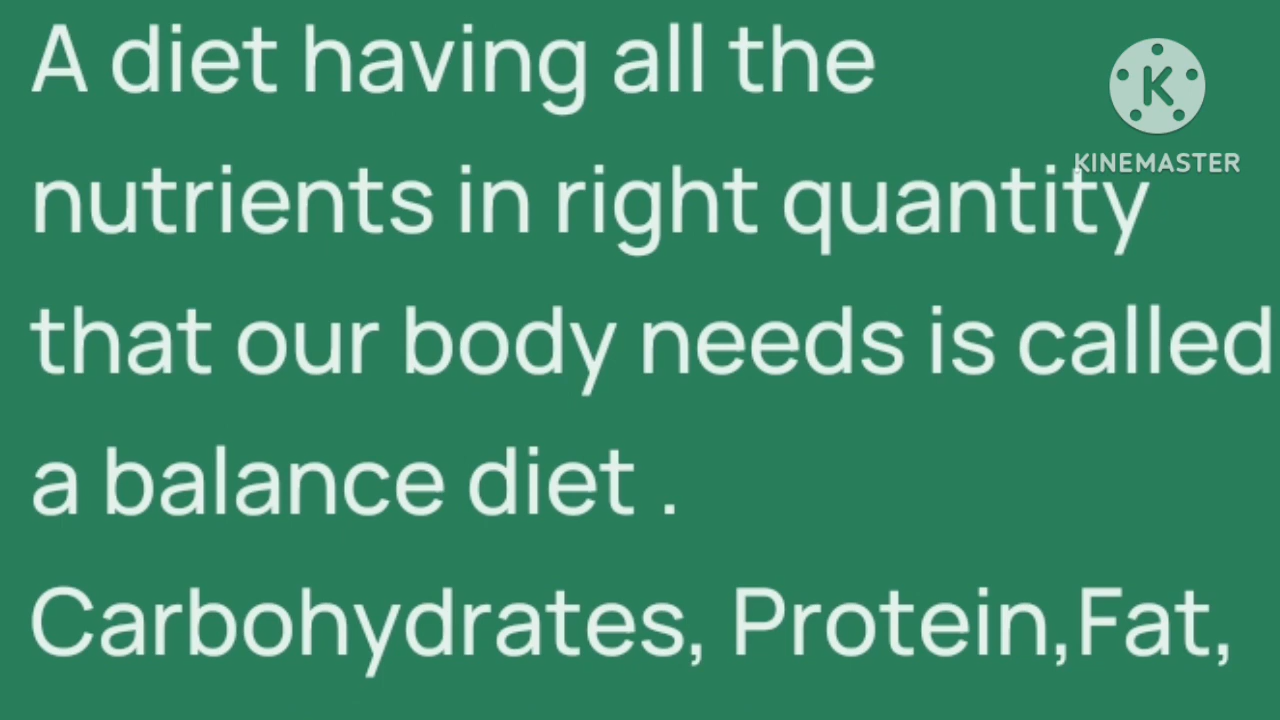 A diet having all the
nutrients in right quantity
that our body needs is called
a balance diet .
Carbohydrates, Protein,Fat,
K
KINEMASTER